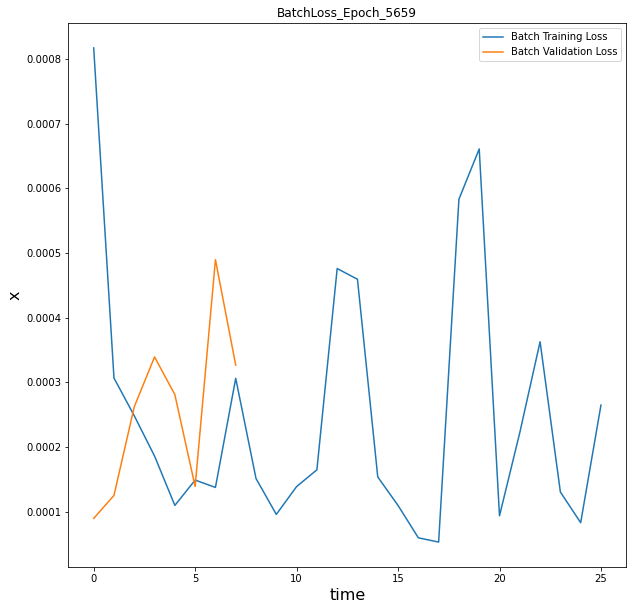 BatchLoss_Epoch_5659
Batch Training Loss
Batch Validation Loss
0.0008
0.0007
0.0006
0.0005
0.0004
0.0003
0.0002
0.0001
x
0 5 10 15 20 25
time